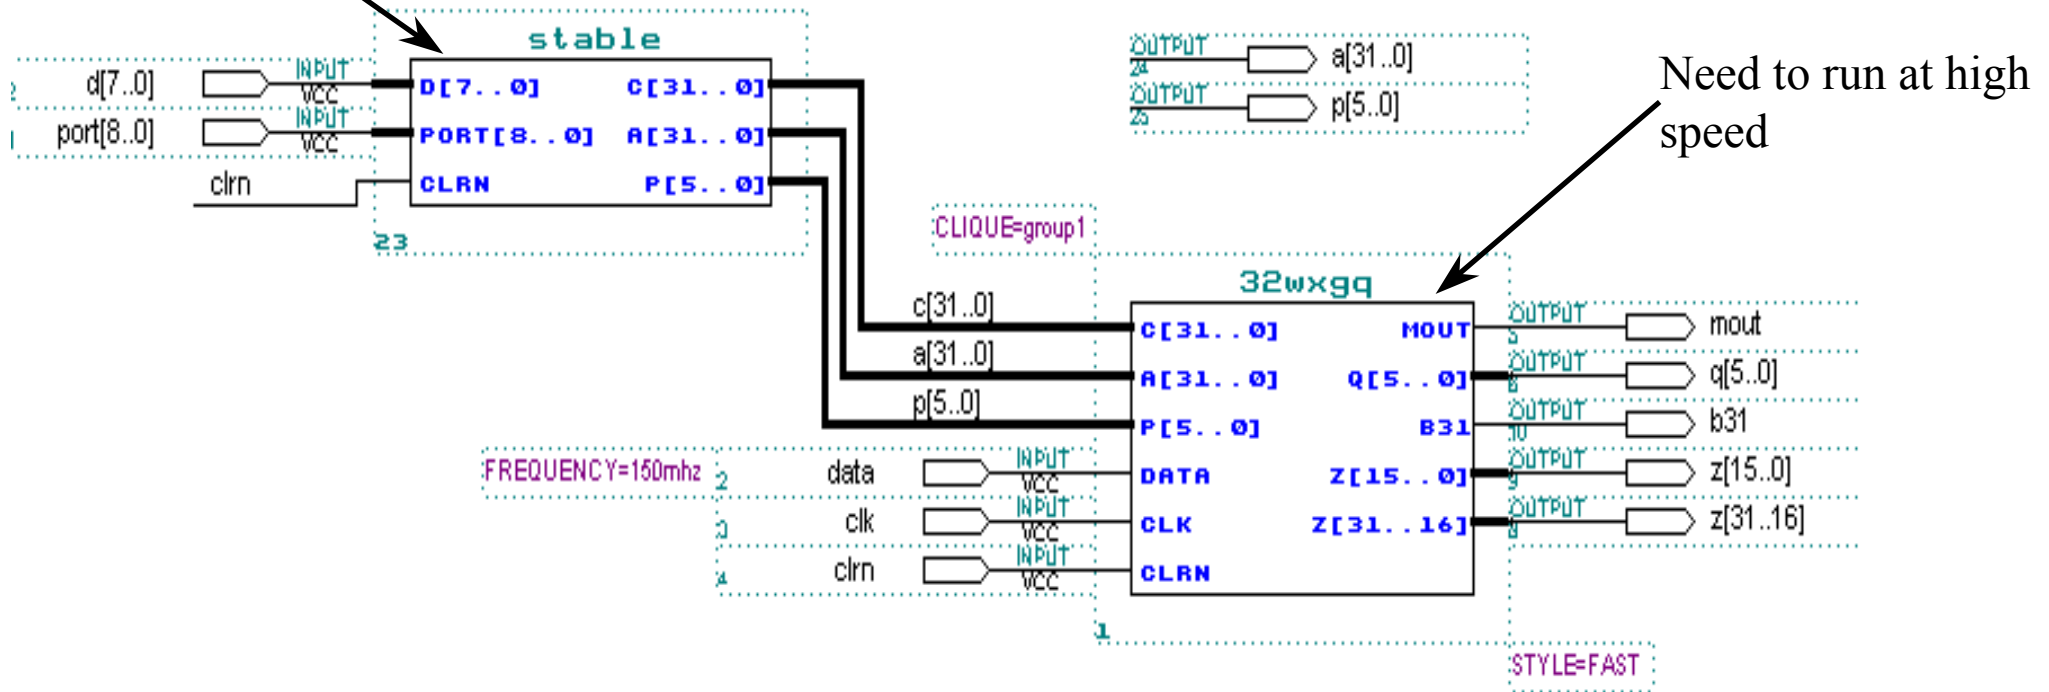 stable
d[7..0] INPUT VCC D[7..0] C[31..0]
port[8..0] INPUT VCC PORT[8..0] A[31..0]
clrn CLRN P[5..0]
23
OUTPUT 24 a[31..0]
OUTPUT 25 p[5..0]
Need to run at high
speed
CLIQUE=group1
32wxgq
c[31..0] C[31..0] MOUT OUTPUT mout
a[31..0] A[31..0] Q[5..0] OUTPUT q[5..0]
p[5..0] P[5..0] B31 OUTPUT 10 b31
FREQUENCY=150mhz 2 data INPUT VCC DATA Z[15..0] OUTPUT 9 z[15..0]
clk INPUT VCC CLK Z[31..16] OUTPUT z[31..16]
4 clrn INPUT VCC CLRN
1
STYLE=FAST